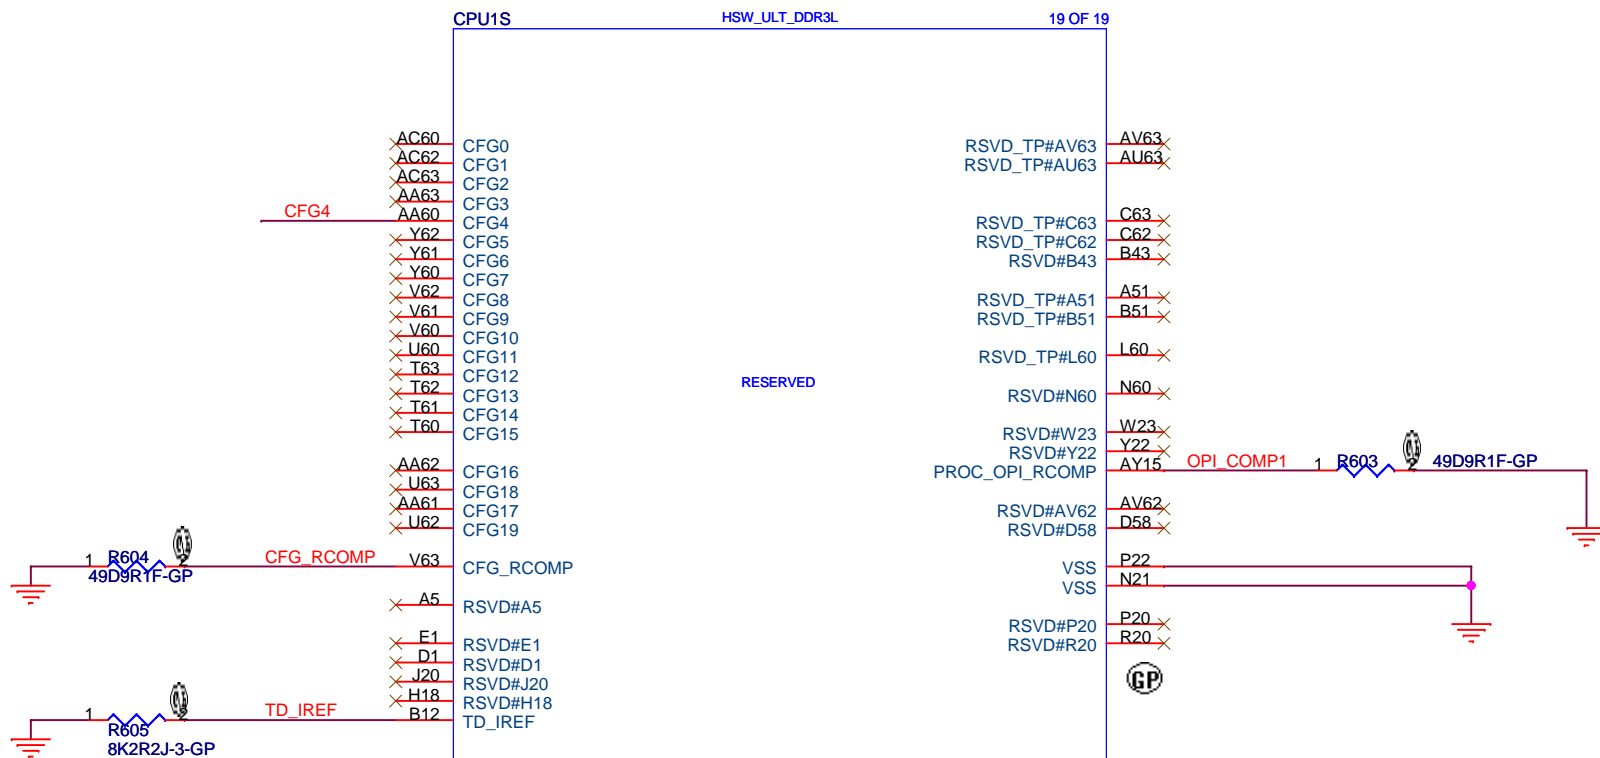 CPU1S HSW_ULT_DDR3L 19 OF 19
AC60 CFG0 RSVD_TP#AV63 AV63
AC62 CFG1 RSVD_TP#AU63 AU63
AC63 CFG2
AA63 CFG3
CFG4 AA60 CFG4 RSVD_TP#C63 C63
Y62 CFG5 RSVD_TP#C62 C62
Y61 CFG6 RSVD#B43 B43
Y60 CFG7
V62 CFG8 RSVD_TP#A51 A51
V61 CFG9 RSVD_TP#B51 B51
V60 CFG10
U60 CFG11 RSVD_TP#L60 L60
T63 CFG12
RESERVED
T62 CFG13 RSVD#N60 N60
T61 CFG14
T60 CFG15 RSVD#W23 W23
RSVD#Y22 Y22
AA62 CFG16 PROC_OPI_RCOMP AY15 OPI_COMP1 1 R603 2 49D9R1F-GP
U63 CFG18
AA61 CFG17 RSVD#AV62 AV62
U62 CFG19 RSVD#D58 D58
1 R604 2 CFG_RCOMP V63 CFG_RCOMP VSS P22
49D9R1F-GP
VSS N21
A5 RSVD#A5
RSVD#P20 P20
E1 RSVD#E1 RSVD#R20 R20
D1 RSVD#D1
J20 RSVD#J20
GP
H18 RSVD#H18
1 2 TD_IREF B12 TD_IREF
R605
8K2R2J-3-GP